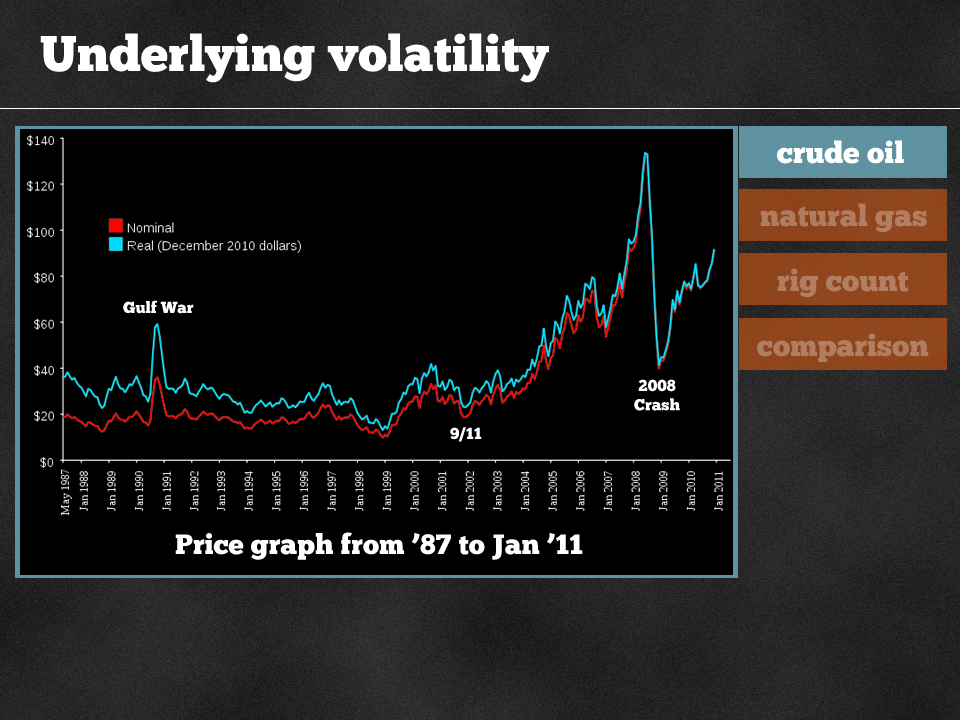 Underlying volatility
crude oil
natural gas
rig count
comparison
$140
$120
$100
$80
$60
$40
$20
$0
Nominal
Real (December 2010 dollars)
Gulf War
9/11
2008
Crash
May 1987
Jan 1988
Jan 1989
Jan 1990
Jan 1991
Jan 1992
Jan 1993
Jan 1994
Jan 1995
Jan 1996
Jan 1997
Jan 1998
Jan 1999
Jan 2000
Jan 2001
Jan 2002
Jan 2003
Jan 2004
Jan 2005
Jan 2006
Jan 2007
Jan 2008
Jan 2009
Jan 2010
Jan 2011
Price graph from ’87 to Jan ’11